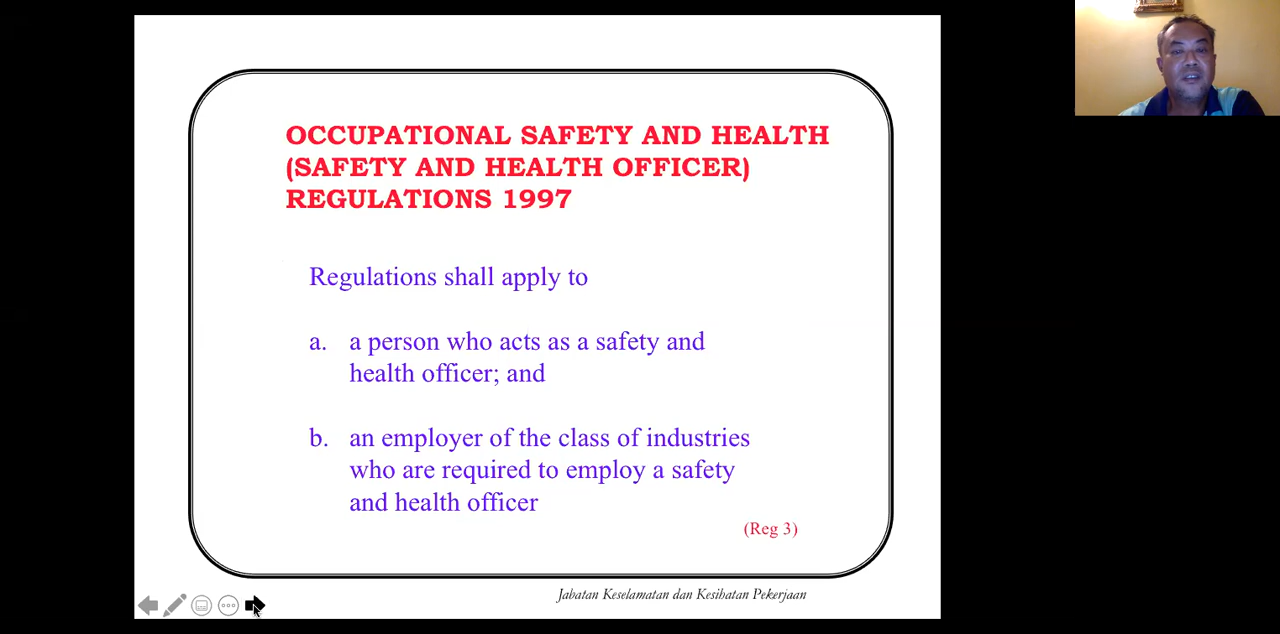 OCCUPATIONAL SAFETY AND HEALTH
(SAFETY AND HEALTH OFFICER)
REGULATIONS 1997
Regulations shall apply to
a. a person who acts as a safety and
health officer; and
b. an employer of the class of industries
who are required to employ a safety
and health officer
(Reg 3)
Jabatan Keselamatan dan Kesihatan Pekerjaan